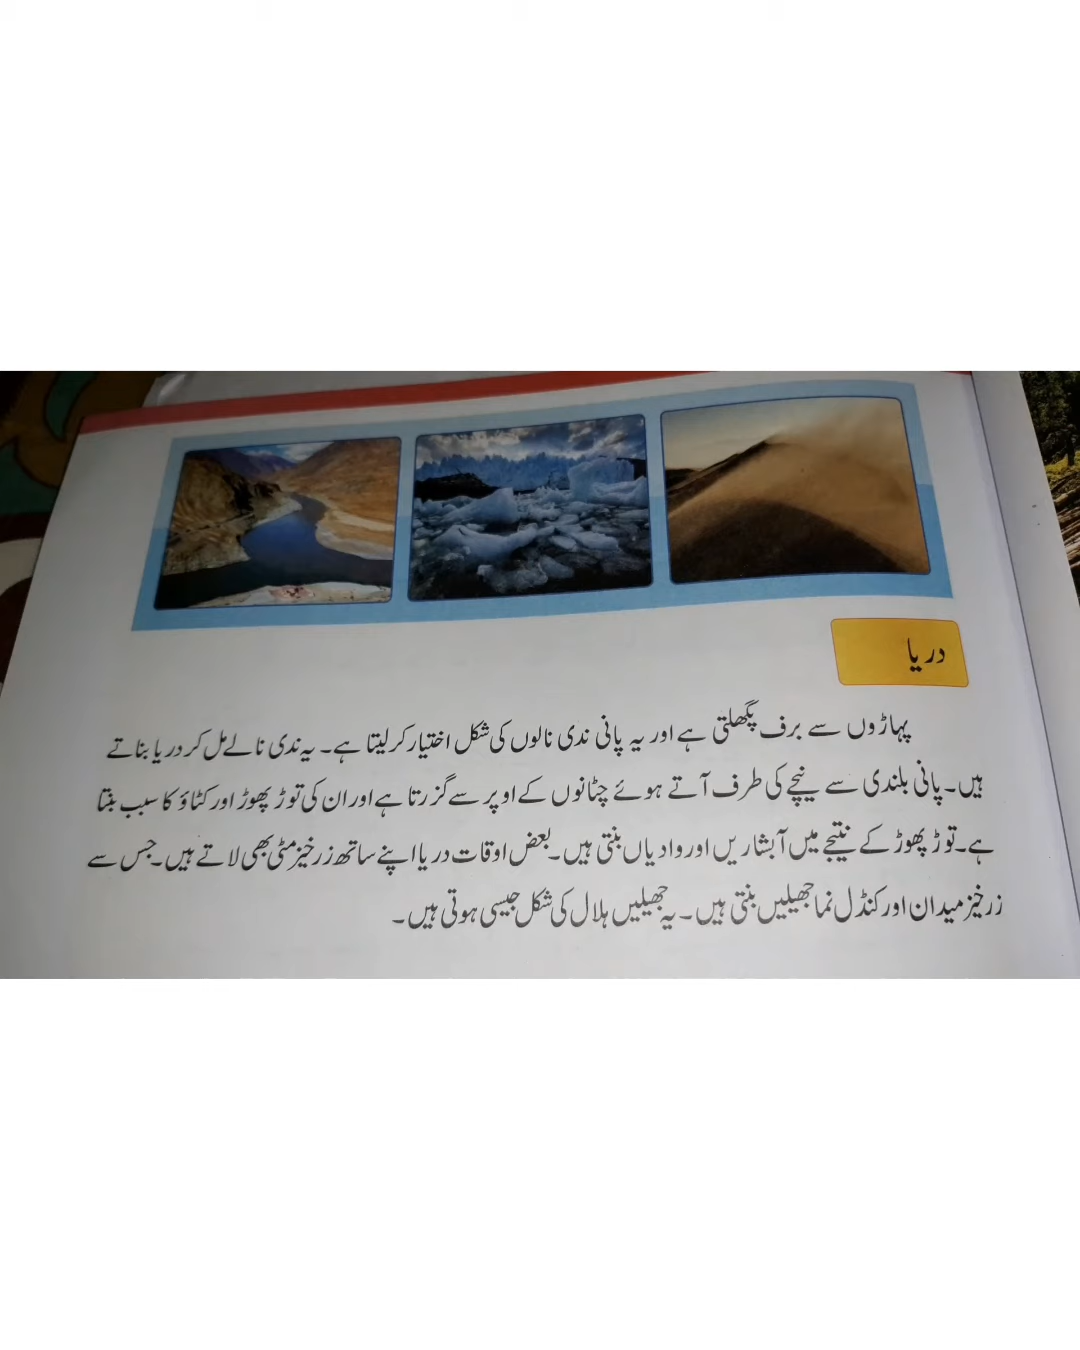 دریا
پہاڑوں سے برف پگھلتی ہے اور یہ پانی ندی نالوں کی شکل اختیار کر لیتا ہے۔ یہ ندی نالے مل کر دریا بناتے
ہیں۔ پانی بلندی سے نیچے کی طرف آتے ہوئے چٹانوں کے اوپر سے گزرتا ہے اور ان کی توڑ پھوڑ اور کٹاؤ کا سبب بنتا
ہے۔ توڑ پھوڑ کے نتیجے میں آبشاریں اور وادیاں بنتی ہیں۔ بعض اوقات دریا اپنے ساتھ زرخیز مٹی بھی لاتے ہیں۔ جس سے
زرخیز میدان اور کنڈل نما جھیلیں بنتی ہیں۔ یہ جھیلیں ہلال کی شکل جیسی ہوتی ہیں۔